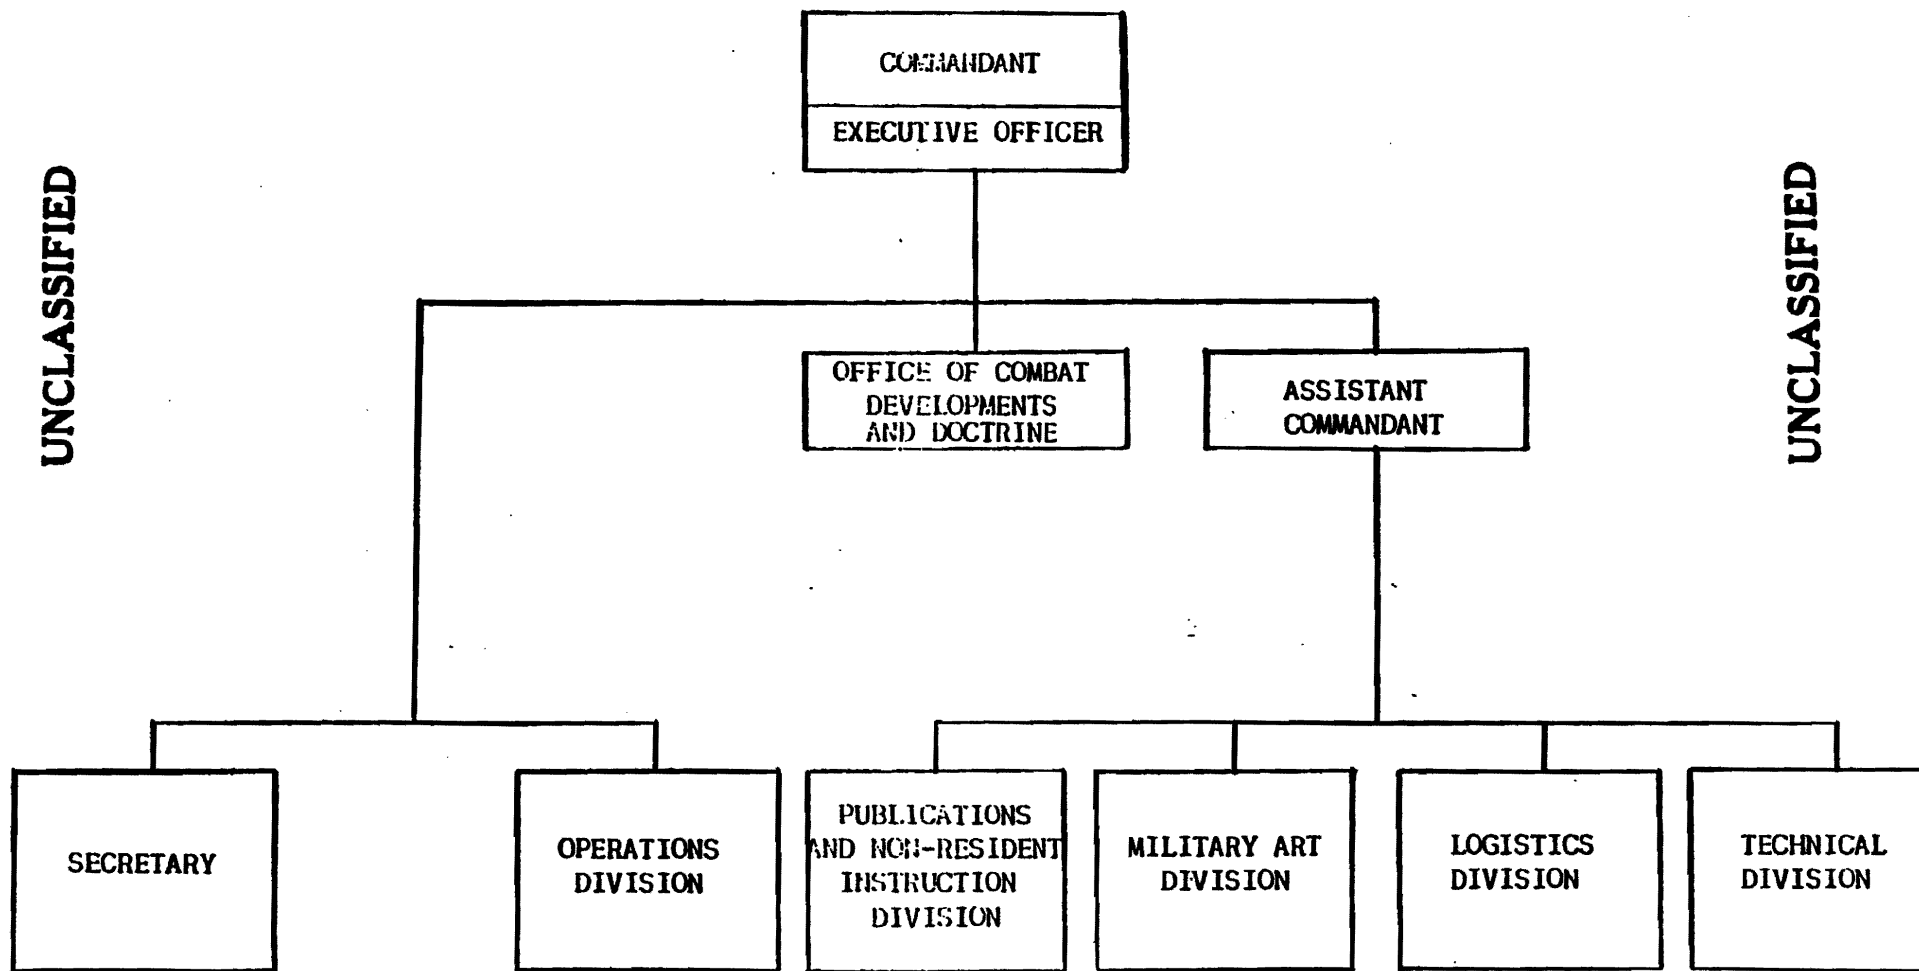 COMMANDANT
EXECUTIVE OFFICER
UNCLASSIFIED
UNCLASSIFIED
OFFICE OF COMBAT
DEVELOPMENTS
AND DOCTRINE
ASSISTANT
COMMANDANT
SECRETARY
OPERATIONS
DIVISION
PUBLICATIONS
AND NON-RESIDENT
INSTRUCTION
DIVISION
MILITARY ART
DIVISION
LOGISTICS
DIVISION
TECHNICAL
DIVISION